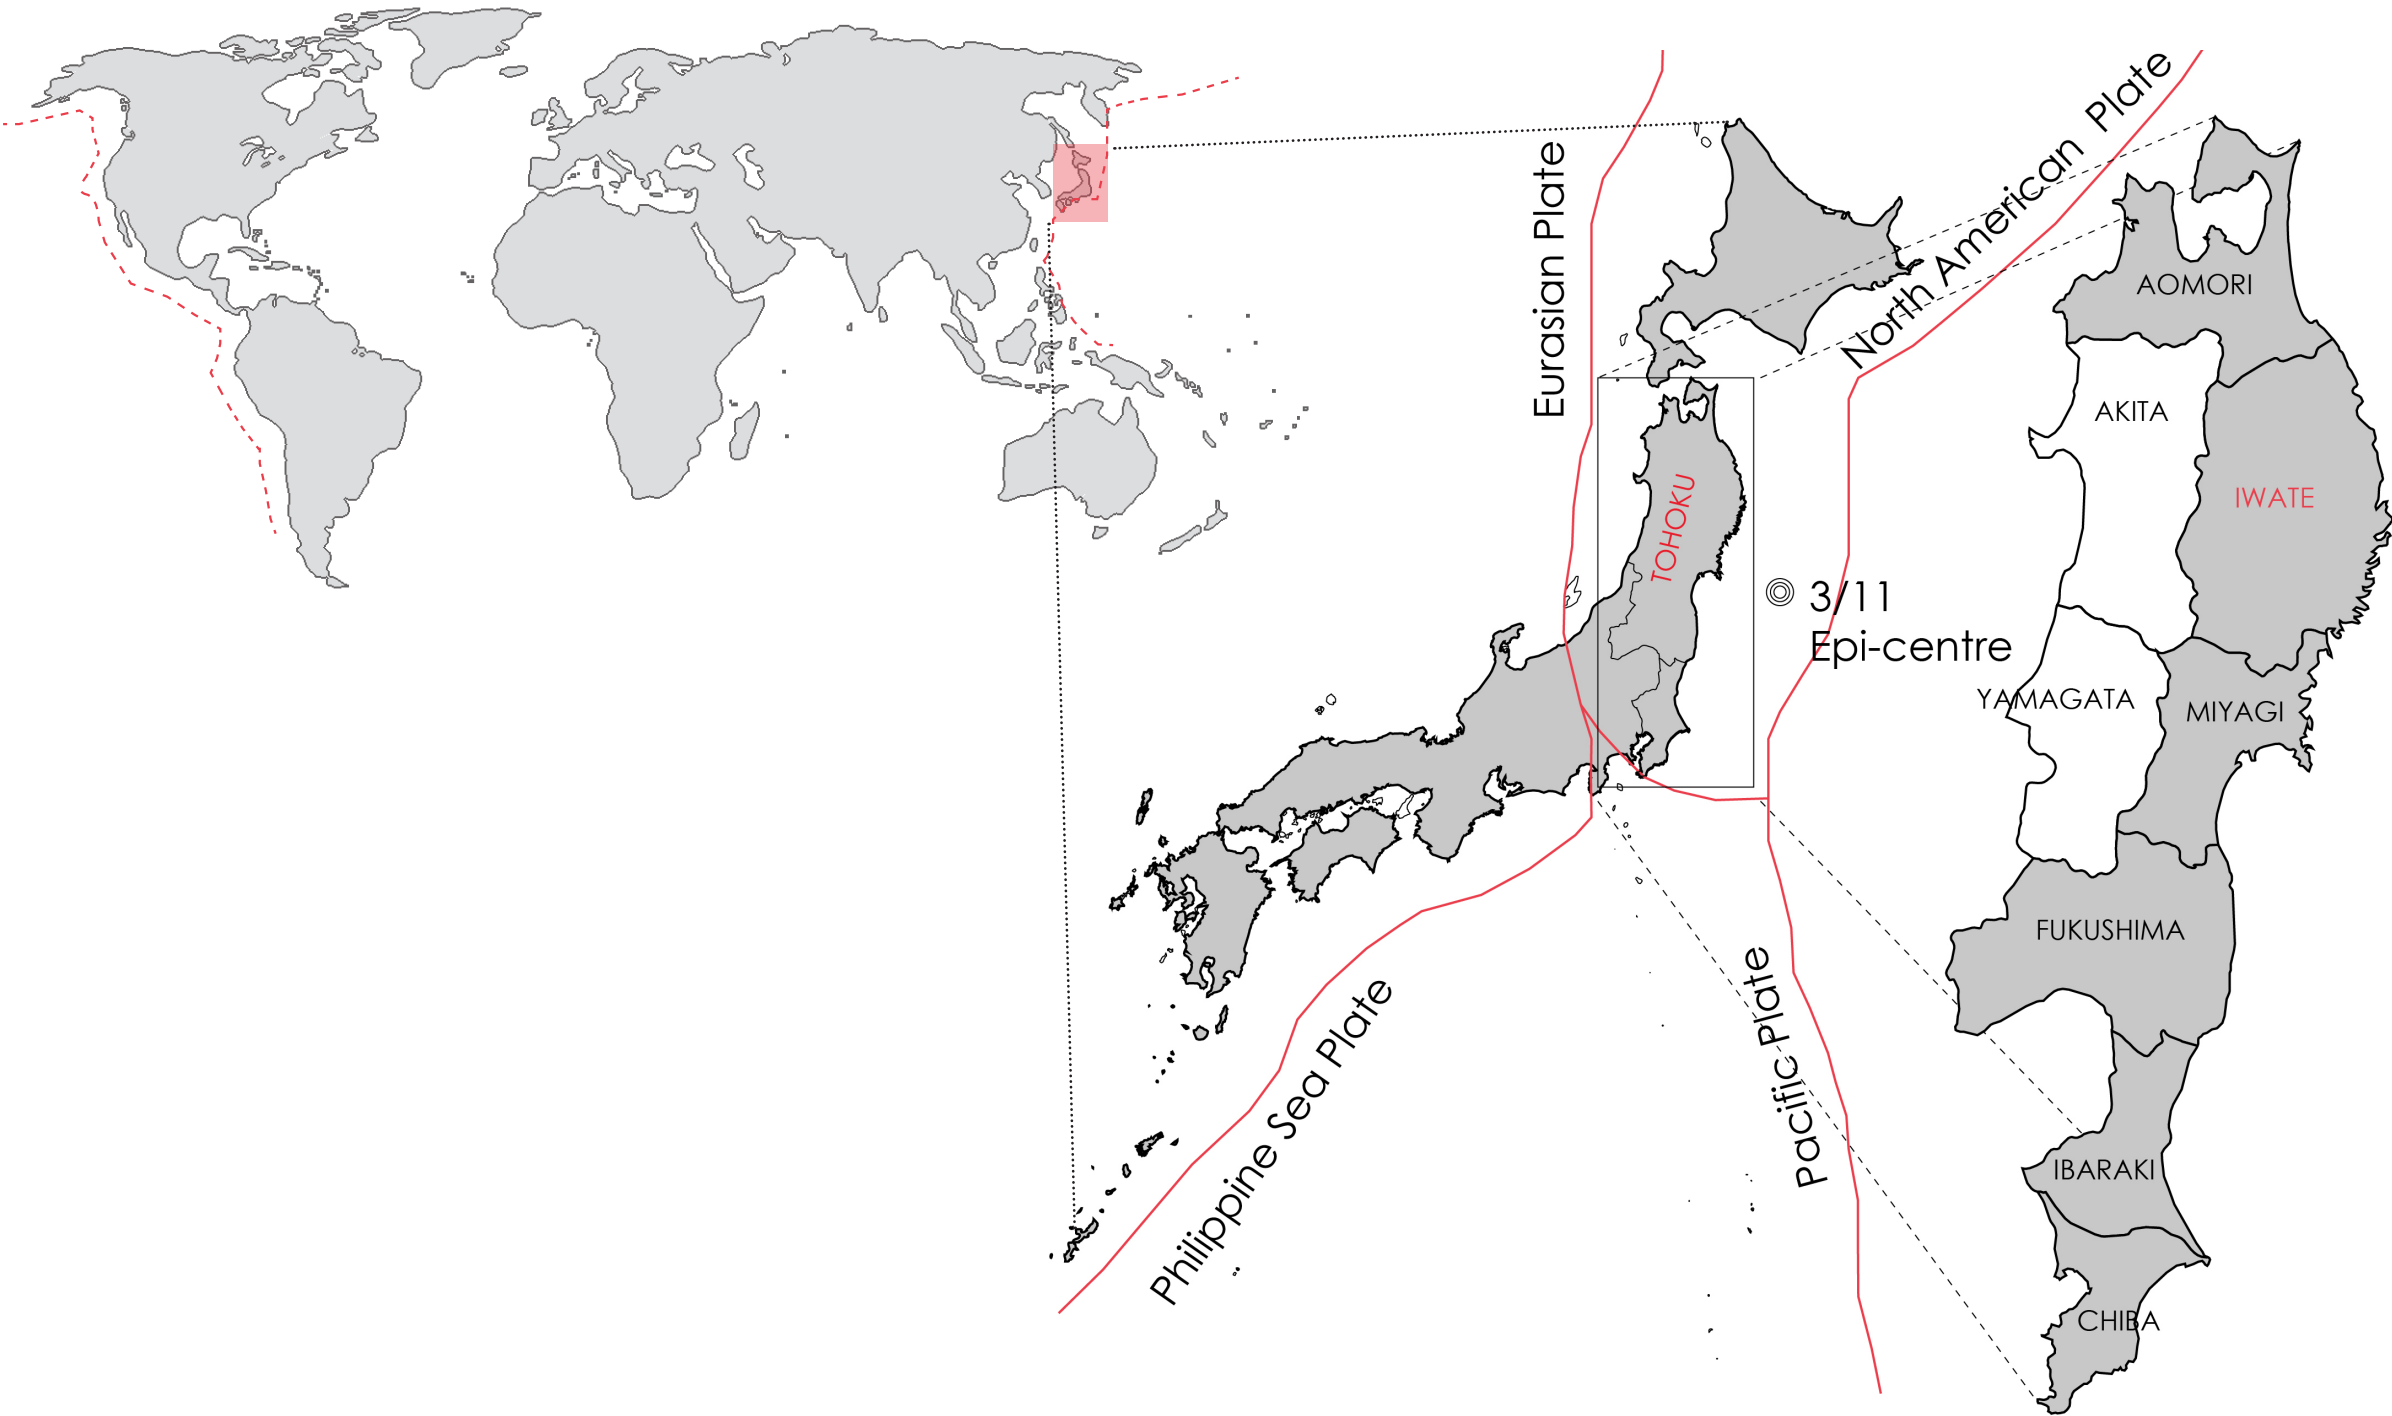 Eurasian Plate
North American Plate
TOHOKU
3/11
Epi-centre
Philippine Sea Plate
Pacific Plate
AOMORI
AKITA
IWATE
YAMAGATA
MIYAGI
FUKUSHIMA
IBARAKI
CHIBA